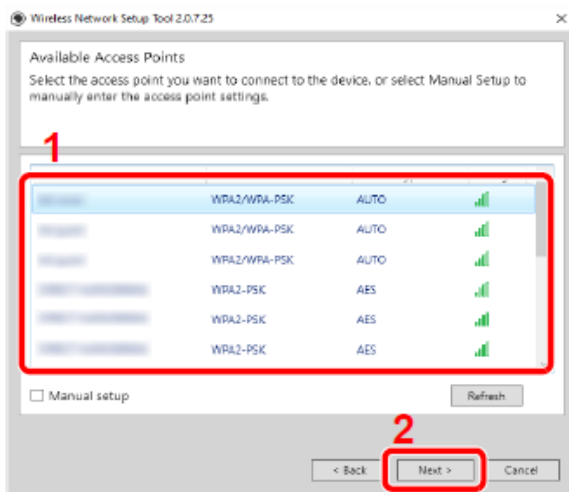 Wireless Network Setup Tool 2.0.7.25
Available Access Points
Select the access point you want to connect to the device, or select Manual Setup to
manually enter the access point settings.
1
WPA2/WPA-PSK AUTO
WPA2/WPA-PSK AUTO
WPA2/WPA-PSK AUTO
WPA2-PSK AES
WPA2-PSK AES
WPA2-PSK AES
Manual setup Refresh
2
< Back Next > Cancel